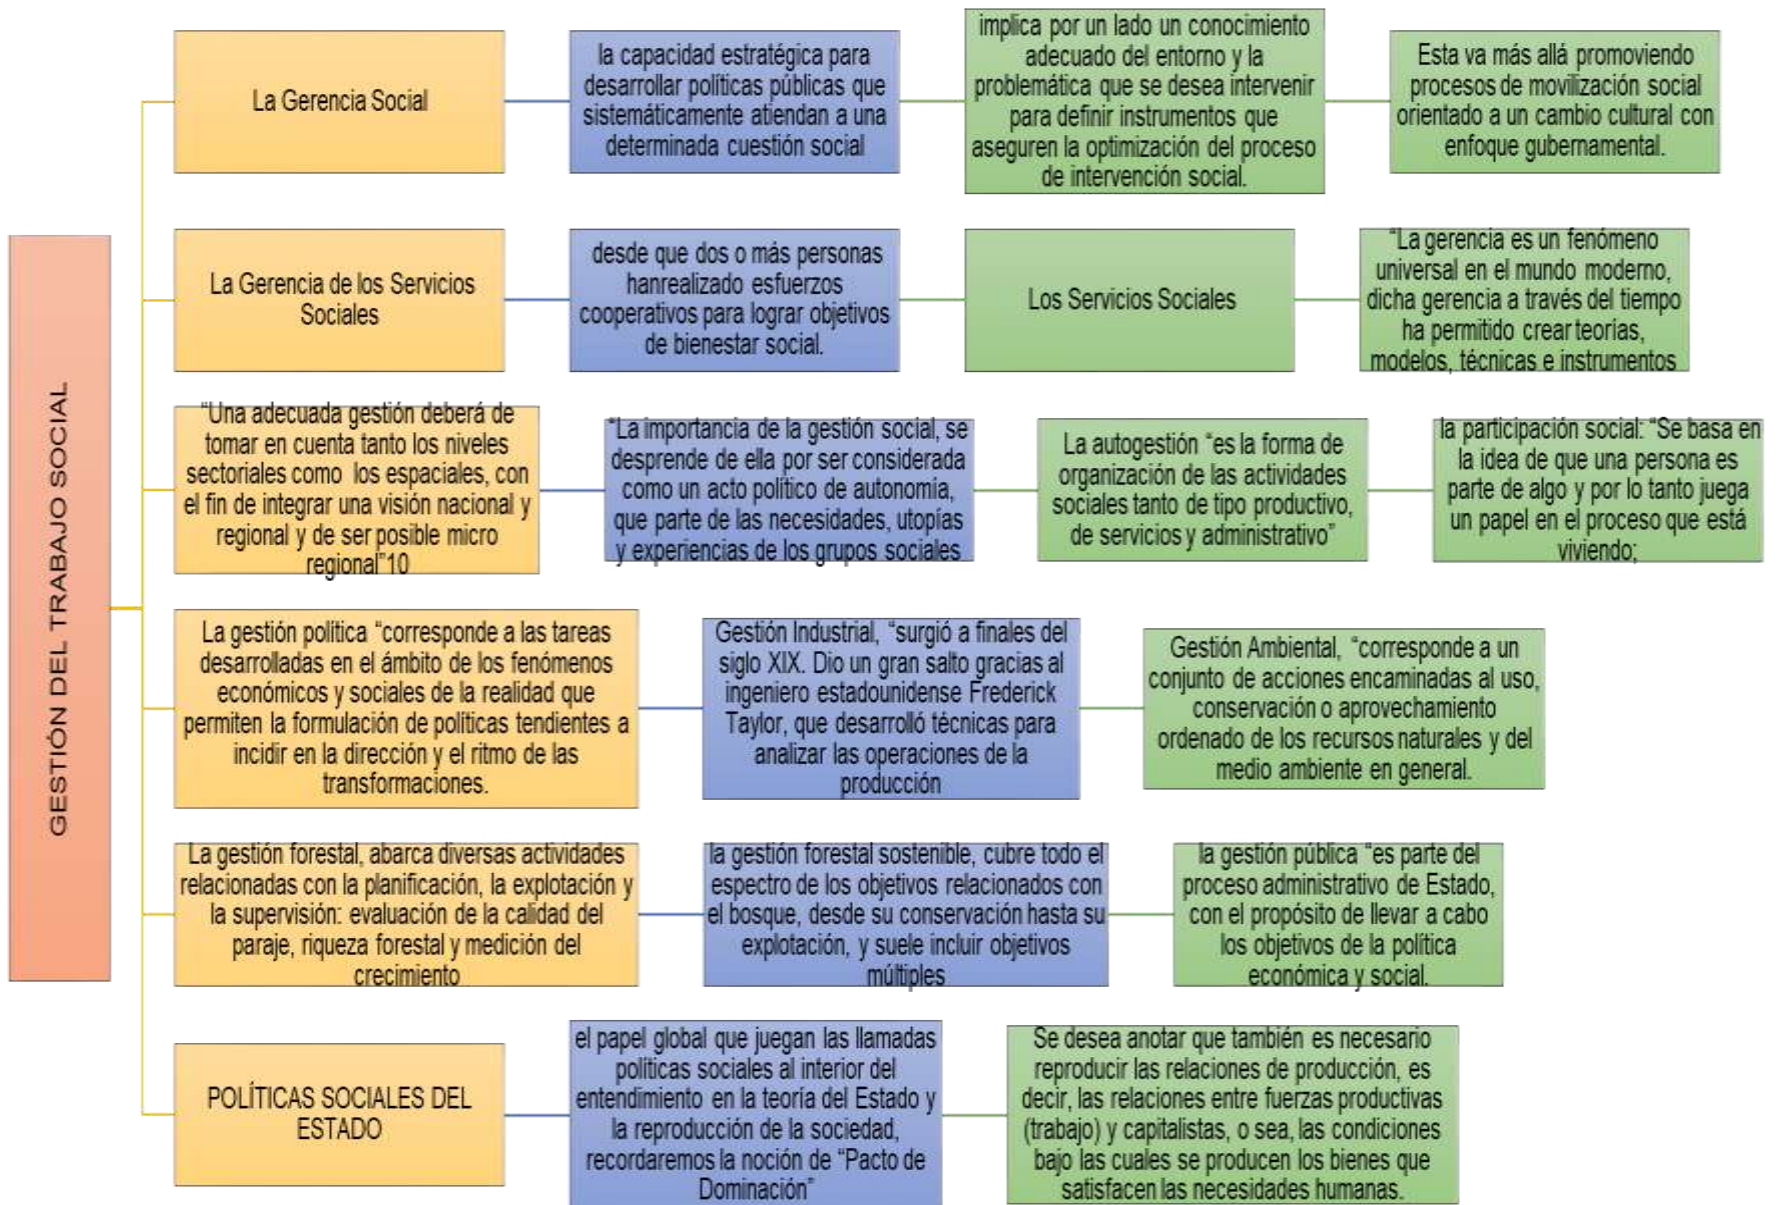 GESTIÓN DEL TRABAJO SOCIAL
La Gerencia Social
la capacidad estratégica para
desarrollar políticas públicas que
sistemáticamente atiendan a una
determinada cuestión social
implica por un lado un conocimiento
adecuado del entorno y la
problemática que se desea intervenir
para definir instrumentos que
aseguren la optimización del proceso
de intervención social.
Esta va más allá promoviendo
procesos de movilización social
orientado a un cambio cultural con
enfoque gubernamental.
La Gerencia de los Servicios
Sociales
desde que dos o más personas
hanrealizado esfuerzos
cooperativos para lograr objetivos
de bienestar social.
Los Servicios Sociales
“La gerencia es un fenómeno
universal en el mundo moderno,
dicha gerencia a través del tiempo
ha permitido crear teorías,
modelos, técnicas e instrumentos
“Una adecuada gestión deberá de
tomar en cuenta tanto los niveles
sectoriales como los espaciales, con
el fin de integrar una visión nacional y
regional y de ser posible micro
regional”10
“La importancia de la gestión social, se
desprende de ella por ser considerada
como un acto político de autonomía,
que parte de las necesidades, utopías
y experiencias de los grupos sociales
La autogestión “es la forma de
organización de las actividades
sociales tanto de tipo productivo,
de servicios y administrativo”
la participación social: “Se basa en
la idea de que una persona es
parte de algo y por lo tanto juega
un papel en el proceso que está
viviendo;
La gestión política “corresponde a las tareas
desarrolladas en el ámbito de los fenómenos
económicos y sociales de la realidad que
permiten la formulación de políticas tendientes a
incidir en la dirección y el ritmo de las
transformaciones.
Gestión Industrial, “surgió a finales del
siglo XIX. Dio un gran salto gracias al
ingeniero estadounidense Frederick
Taylor, que desarrolló técnicas para
analizar las operaciones de la
producción
Gestión Ambiental, “corresponde a un
conjunto de acciones encaminadas al uso,
conservación o aprovechamiento
ordenado de los recursos naturales y del
medio ambiente en general.
La gestión forestal, abarca diversas actividades
relacionadas con la planificación, la explotación y
la supervisión: evaluación de la calidad del
paraje, riqueza forestal y medición del
crecimiento
la gestión forestal sostenible, cubre todo el
espectro de los objetivos relacionados con
el bosque, desde su conservación hasta su
explotación, y suele incluir objetivos
múltiples
la gestión pública “es parte del
proceso administrativo de Estado,
con el propósito de llevar a cabo
los objetivos de la política
económica y social.
POLÍTICAS SOCIALES DEL
ESTADO
el papel global que juegan las llamadas
políticas sociales al interior del
entendimiento en la teoría del Estado y
la reproducción de la sociedad,
recordaremos la noción de “Pacto de
Dominación”
Se desea anotar que también es necesario
reproducir las relaciones de producción, es
decir, las relaciones entre fuerzas productivas
(trabajo) y capitalistas, o sea, las condiciones
bajo las cuales se producen los bienes que
satisfacen las necesidades humanas.